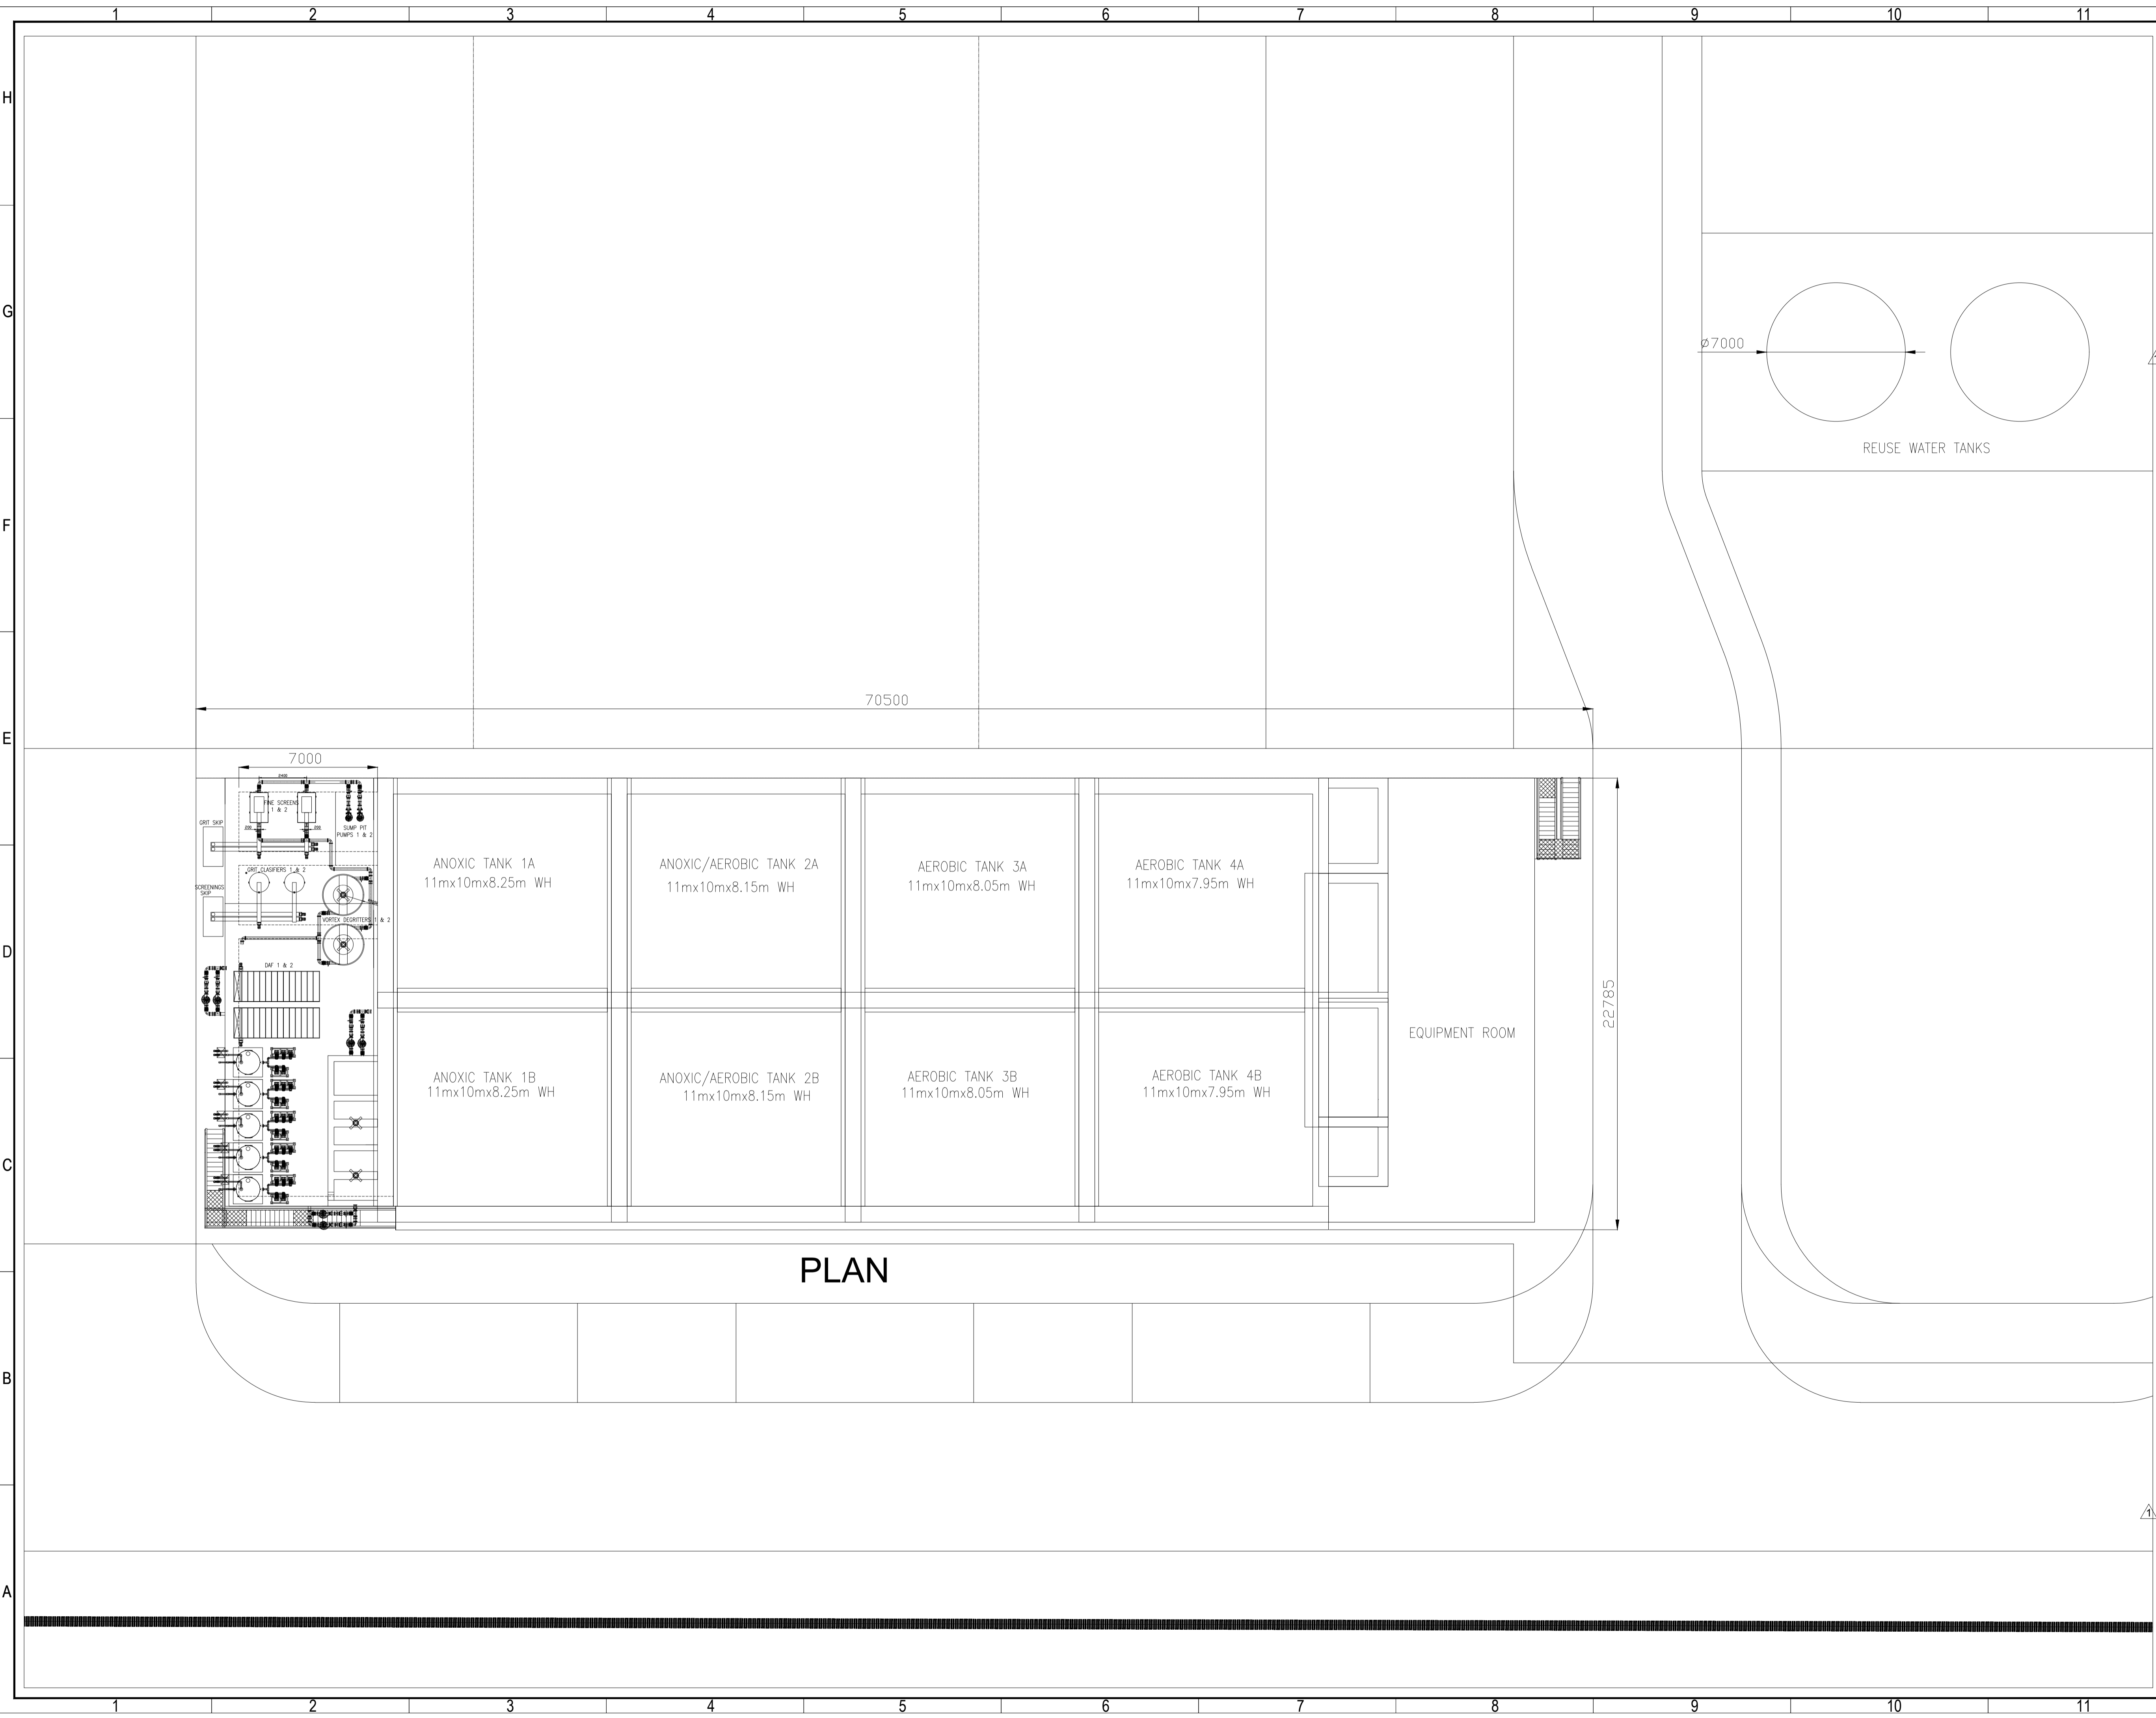 1 2 3 4 5 6 7 8 9 10 11
H
G
F
E
D
C
B
A
Ø7000
REUSE WATER TANKS
70500
7000
2400
FINE SCREENS
1 & 2
GRIT SKIP
200
200
SUMP PIT
PUMPS 1 & 2
GRIT CLASIFIERS 1 & 2
SCREENINGS
SKIP
VORTEX DEGRITTERS 1 & 2
DAF 1 & 2
ANOXIC TANK 1A
11mx10mx8.25m WH
ANOXIC/AEROBIC TANK 2A
11mx10mx8.15m WH
AEROBIC TANK 3A
11mx10mx8.05m WH
AEROBIC TANK 4A
11mx10mx7.95m WH
EQUIPMENT ROOM
22785
ANOXIC TANK 1B
11mx10mx8.25m WH
ANOXIC/AEROBIC TANK 2B
11mx10mx8.15m WH
AEROBIC TANK 3B
11mx10mx8.05m WH
AEROBIC TANK 4B
11mx10mx7.95m WH
PLAN
1
1 2 3 4 5 6 7 8 9 10 11